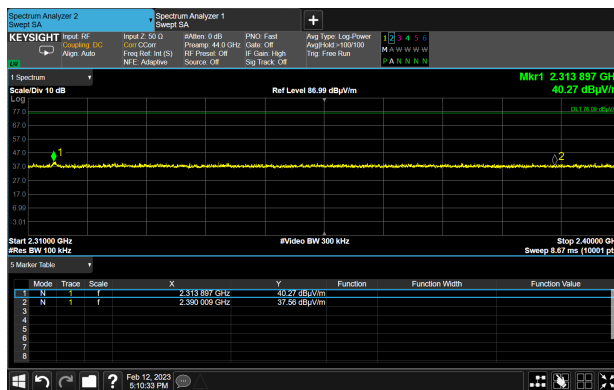 Spectrum Analyzer 2
Swept SA
Spectrum Analyzer 1
Swept SA
+
KEYSIGHT
Input: RF
Coupling: DC
Align: Auto
Input Z: 50 Ω
Corr CCorr
Freq Ref: Int (S)
NFE: Adaptive
#Atten: 0 dB
Preamp: 44.0 GHz
RF Preset: Off
Source: Off
PNO: Fast
Gate: Off
IF Gain: High
Sig Track: Off
Avg Type: Log-Power
Avg|Hold:>100/100
Trig: Free Run
1 2 3 4 5 6
M A W W W W
P A N N N N
1 Spectrum
Scale/Div 10 dB
Ref Level 86.99 dBµV/m
Mkr1 2.313 897 GH
40.27 dBµV/m
Log
77.0
67.0
57.0
47.0
37.0
27.0
17.0
6.99
-3.01
DL1 76.00 dBµV/
1
2
Start 2.31000 GHz
#Res BW 100 kHz
#Video BW 300 kHz
Stop 2.40000 GH
Sweep 8.67 ms (10001 pt
5 Marker Table
Mode Trace Scale X Y Function Function Width Function Value
1 N 1 f 2.313 897 GHz 40.27 dBµV/m
2 N 1 f 2.390 009 GHz 37.56 dBµV/m
3
4
5
6
7
8
?
Feb 12, 2023
5:10:33 PM